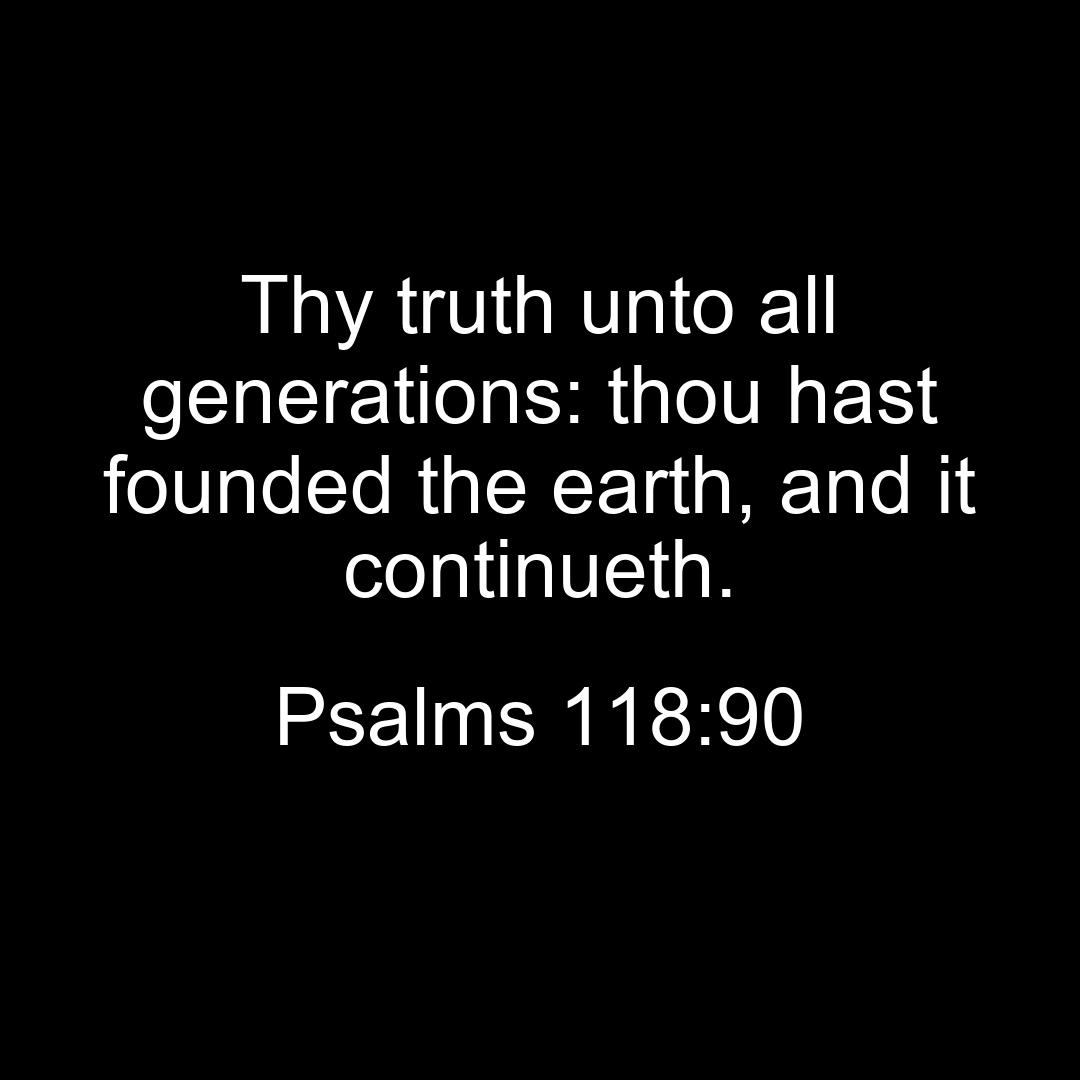 Thy truth unto all
generations: thou hast
founded the earth, and it
continueth.
Psalms 118:90